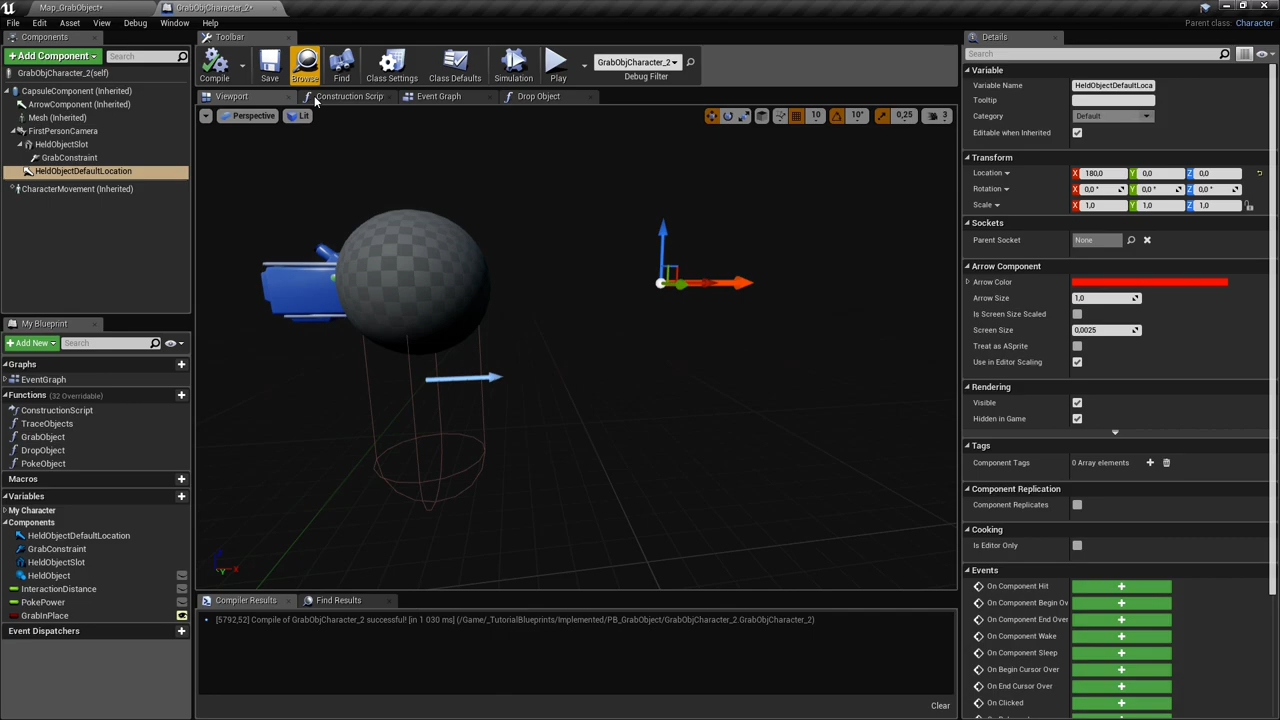 Map_GrabObject*
GrabObjCharacter_2*
File Edit Asset View Debug Window Help
Parent class: Character
Components
+Add Component
Search
GrabObjCharacter_2(self)
CapsuleComponent (Inherited)
ArrowComponent (Inherited)
Mesh (Inherited)
FirstPersonCamera
HeldObjectSlot
GrabConstraint
HeldObjectDefaultLocation
CharacterMovement (Inherited)
My Blueprint
+Add New
Search
Graphs
EventGraph
Functions (32 Overridable)
ConstructionScript
TraceObjects
GrabObject
DropObject
PokeObject
Macros
Variables
My Character
Components
HeldObjectDefaultLocation
GrabConstraint
HeldObjectSlot
HeldObject
InteractionDistance
PokePower
GrabInPlace
Event Dispatchers
Toolbar
Compile
Save
Browse
Find
Class Settings
Class Defaults
Simulation
Play
GrabObjCharacter_2
Debug Filter
Viewport
Construction Scrip
Event Graph
Drop Object
Perspective
Lit
10
10°
0,25
3
Z
X
Y
Compiler Results
Find Results
[5792,52] Compile of GrabObjCharacter_2 successful! [in 1 030 ms] (/Game/_TutorialBlueprints/Implemented/PB_GrabObject/GrabObjCharacter_2.GrabObjCharacter_2)
Clear
Details
Search
Variable
Variable Name HeldObjectDefaultLoca
Tooltip
Category Default
Editable when Inherited
Transform
Location X 180,0 Y 0,0 Z 0,0
Rotation X 0,0 ° Y 0,0 ° Z 0,0 °
Scale X 1,0 Y 1,0 Z 1,0
Sockets
Parent Socket None
Arrow Component
Arrow Color
Arrow Size 1,0
Is Screen Size Scaled
Screen Size 0,0025
Treat as ASprite
Use in Editor Scaling
Rendering
Visible
Hidden in Game
Tags
Component Tags 0 Array elements
Component Replication
Component Replicates
Cooking
Is Editor Only
Events
On Component Hit +
On Component Begin Ov +
On Component End Over +
On Component Wake +
On Component Sleep +
On Begin Cursor Over +
On End Cursor Over +
On Clicked +